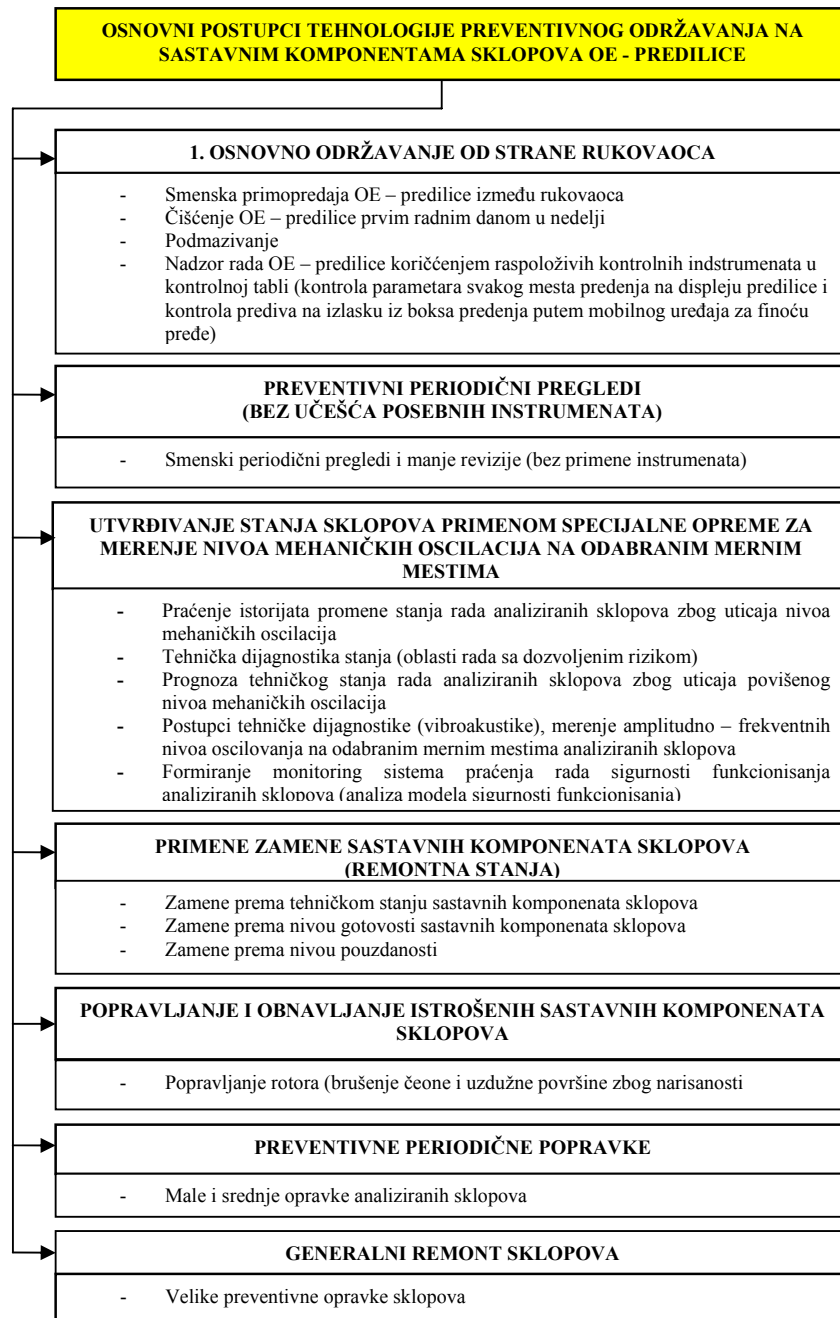 OSNOVNI POSTUPCI TEHNOLOGIJE PREVENTIVNOG ODRŽAVANJA NA
SASTAVNIM KOMPONENTAMA SKLOPOVA OE - PREDILICE
1. OSNOVNO ODRŽAVANJE OD STRANE RUKOVAOCA
- Smenska primopredaja OE – predilice između rukovaoca
- Čišćenje OE – predilice prvim radnim danom u nedelji
- Podmazivanje
- Nadzor rada OE – predilice koričćenjem raspoloživih kontrolnih indstrumenata u
kontrolnoj tabli (kontrola parametara svakog mesta predenja na displeju predilice i
kontrola prediva na izlasku iz boksa predenja putem mobilnog uređaja za finoću
pređe)
PREVENTIVNI PERIODIČNI PREGLEDI
(BEZ UČEŠĆA POSEBNIH INSTRUMENATA)
- Smenski periodični pregledi i manje revizije (bez primene instrumenata)
UTVRĐIVANJE STANJA SKLOPOVA PRIMENOM SPECIJALNE OPREME ZA
MERENJE NIVOA MEHANIČKIH OSCILACIJA NA ODABRANIM MERNIM
MESTIMA
- Praćenje istorijata promene stanja rada analiziranih sklopova zbog uticaja nivoa
mehaničkih oscilacija
- Tehnička dijagnostika stanja (oblasti rada sa dozvoljenim rizikom)
- Prognoza tehničkog stanja rada analiziranih sklopova zbog uticaja povišenog
nivoa mehaničkih oscilacija
- Postupci tehničke dijagnostike (vibroakustike), merenje amplitudno – frekventnih
nivoa oscilovanja na odabranim mernim mestima analiziranih sklopova
- Formiranje monitoring sistema praćenja rada sigurnosti funkcionisanja
analiziranih sklopova (analiza modela sigurnosti funkcionisania)
PRIMENE ZAMENE SASTAVNIH KOMPONENATA SKLOPOVA
(REMONTNA STANJA)
- Zamene prema tehničkom stanju sastavnih komponenata sklopova
- Zamene prema nivou gotovosti sastavnih komponenata sklopova
- Zamene prema nivou pouzdanosti
POPRAVLJANJE I OBNAVLJANJE ISTROŠENIH SASTAVNIH KOMPONENATA
SKLOPOVA
- Popravljanje rotora (brušenje čeone i uzdužne površine zbog narisanosti
PREVENTIVNE PERIODIČNE POPRAVKE
- Male i srednje opravke analiziranih sklopova
GENERALNI REMONT SKLOPOVA
- Velike preventivne opravke sklopova